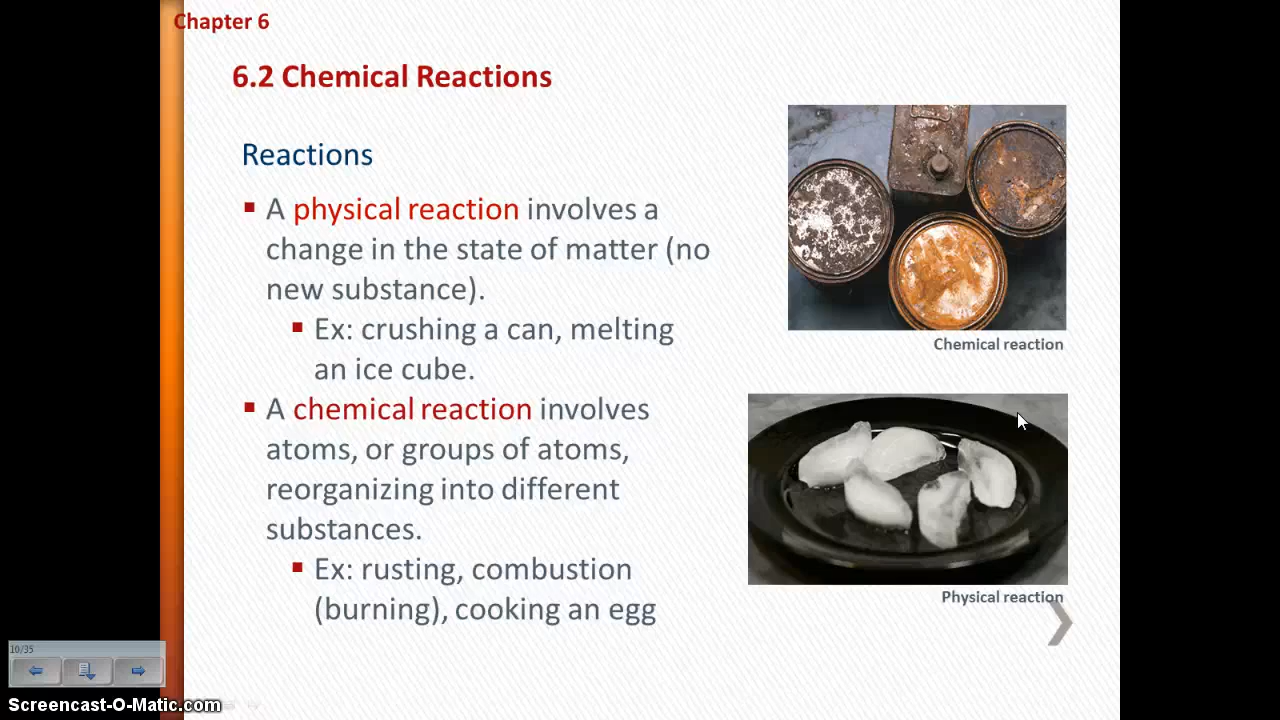 Chapter 6
6.2 Chemical Reactions
Reactions
▪ A physical reaction involves a
change in the state of matter (no
new substance).
▪ Ex: crushing a can, melting
an ice cube.
▪ A chemical reaction involves
atoms, or groups of atoms,
reorganizing into different
substances.
▪ Ex: rusting, combustion
(burning), cooking an egg
Chemical reaction
Physical reaction
10/35
Screencast-O-Matic.com